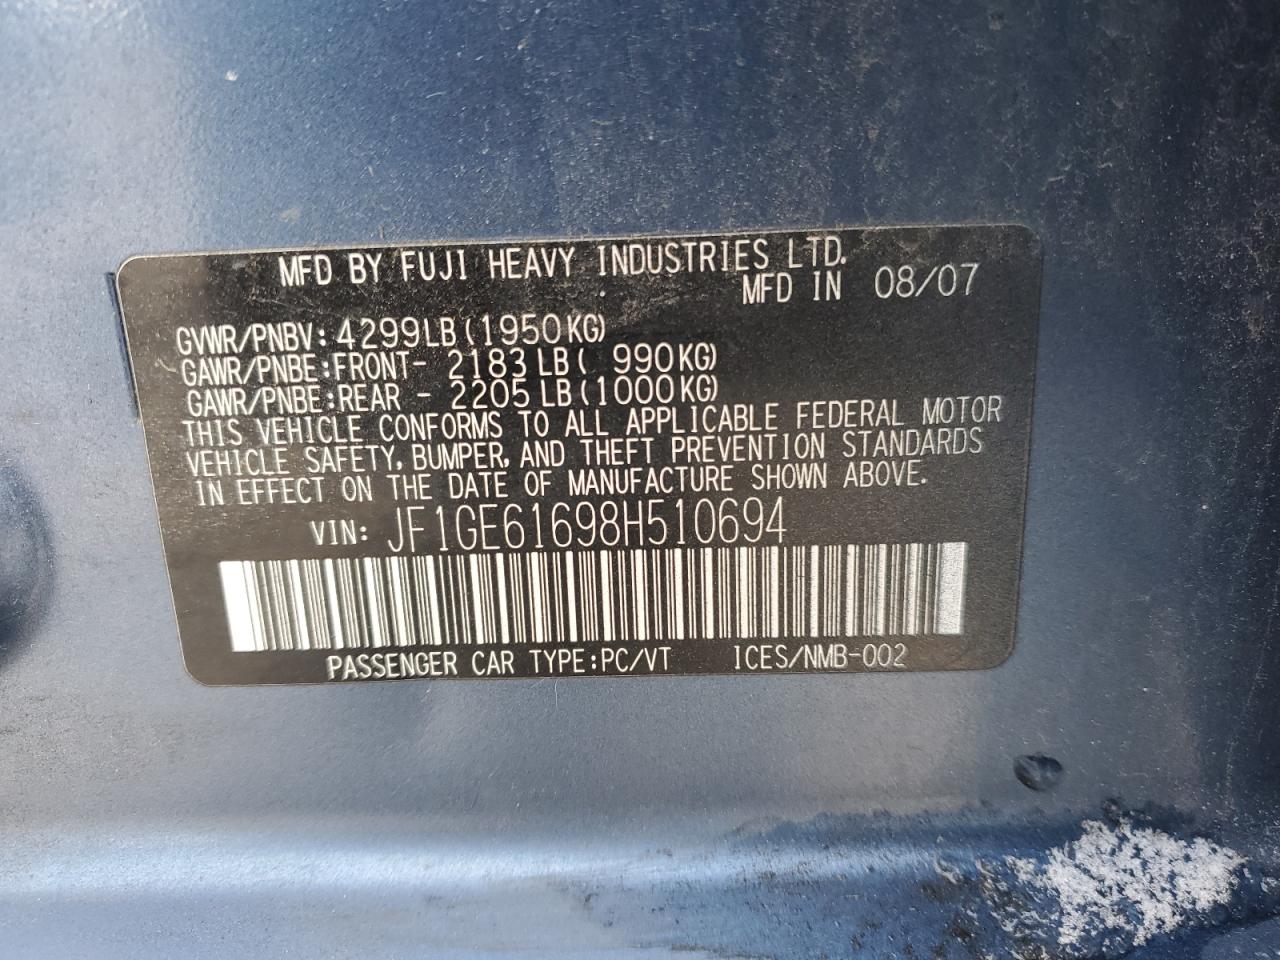 MFD BY FUJI HEAVY INDUSTRIES LTD.
MFD IN 08/07
GVWR/PNBV: 4299LB (1950KG)
GAWR/PNBE:FRONT- 2183 LB ( 990KG)
GAWR/PNBE:REAR - 2205 LB (1000KG)
THIS VEHICLE CONFORMS TO ALL APPLICABLE FEDERAL MOTOR
VEHICLE SAFETY, BUMPER, AND THEFT PREVENTION STANDARDS
IN EFFECT ON THE DATE OF MANUFACTURE SHOWN ABOVE.
VIN: JF1GE61698H510694
PASSENGER CAR TYPE:PC/VT ICES/NMB-002